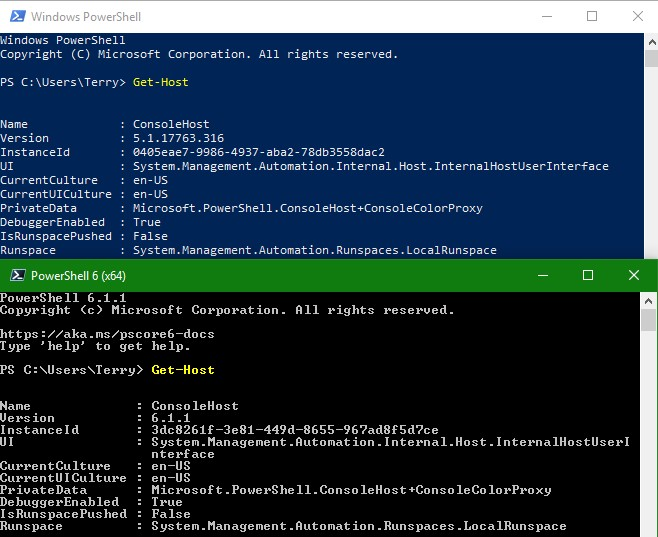 Windows PowerShell
Windows PowerShell
Copyright (C) Microsoft Corporation. All rights reserved.
PS C:\Users\Terry> Get-Host
Name : ConsoleHost
Version : 5.1.17763.316
InstanceId : 0405eae7-9986-4937-aba2-78db3558dac2
UI : System.Management.Automation.Internal.Host.InternalHostUserInterface
CurrentCulture : en-US
CurrentUICulture : en-US
PrivateData : Microsoft.PowerShell.ConsoleHost+ConsoleColorProxy
DebuggerEnabled : True
IsRunspacePushed : False
Runspace : System.Management.Automation.Runspaces.LocalRunspace
PowerShell 6 (x64)
PowerShell 6.1.1
Copyright (c) Microsoft Corporation. All rights reserved.
https://aka.ms/pscore6-docs
Type 'help' to get help.
PS C:\Users\Terry> Get-Host
Name : ConsoleHost
Version : 6.1.1
InstanceId : 3dc8261f-3e81-449d-8655-967ad8f5d7ce
UI : System.Management.Automation.Internal.Host.InternalHostUserI
nterface
CurrentCulture : en-US
CurrentUICulture : en-US
PrivateData : Microsoft.PowerShell.ConsoleHost+ConsoleColorProxy
DebuggerEnabled : True
IsRunspacePushed : False
Runspace : System.Management.Automation.Runspaces.LocalRunspace